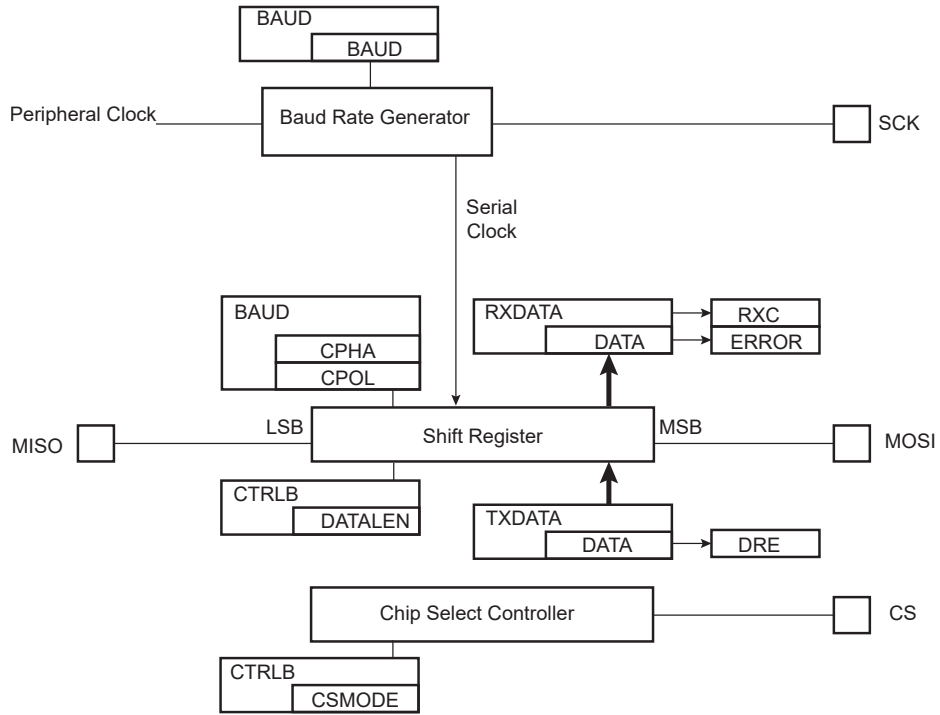 BAUD
BAUD
Peripheral Clock
Baud Rate Generator
SCK
Serial
Clock
BAUD
CPHA
CPOL
RXDATA
DATA
RXC
ERROR
MISO
LSB
Shift Register
MSB
MOSI
CTRLB
DATALEN
TXDATA
DATA
DRE
Chip Select Controller
CS
CTRLB
CSMODE